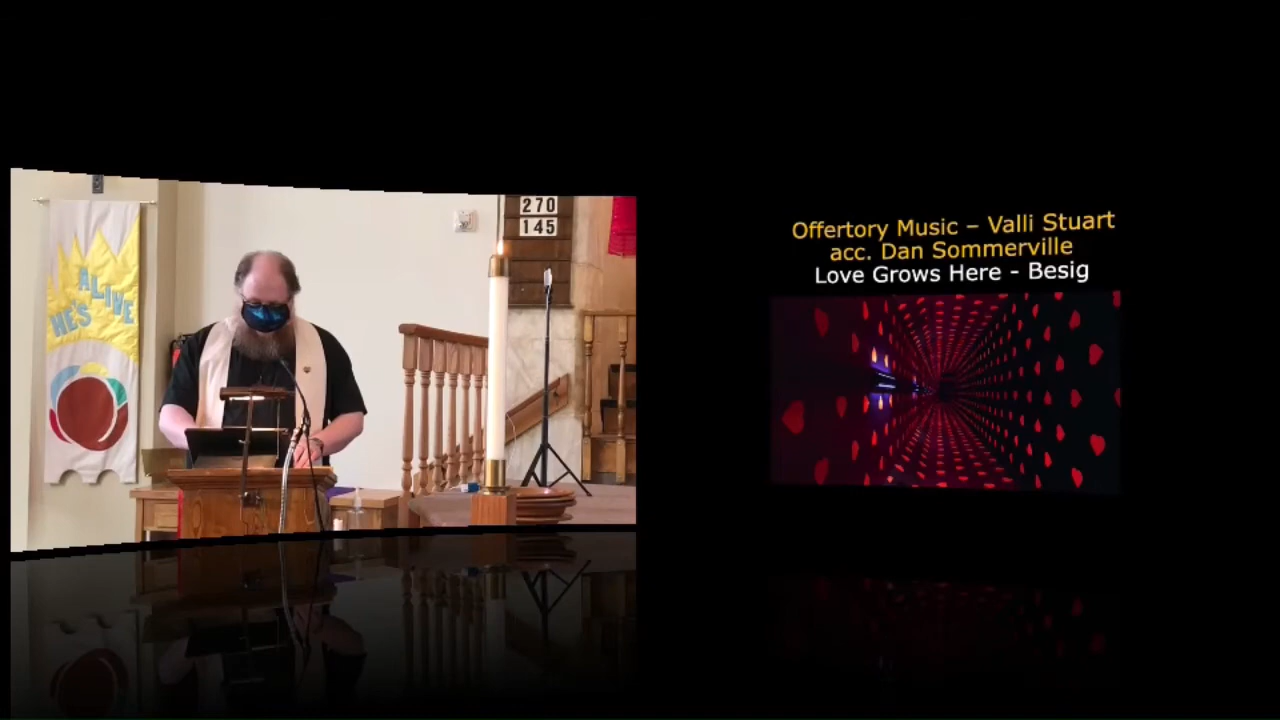 HE'S ALIVE
270
145
Offertory Music – Valli Stuart
acc. Dan Sommerville
Love Grows Here - Besig